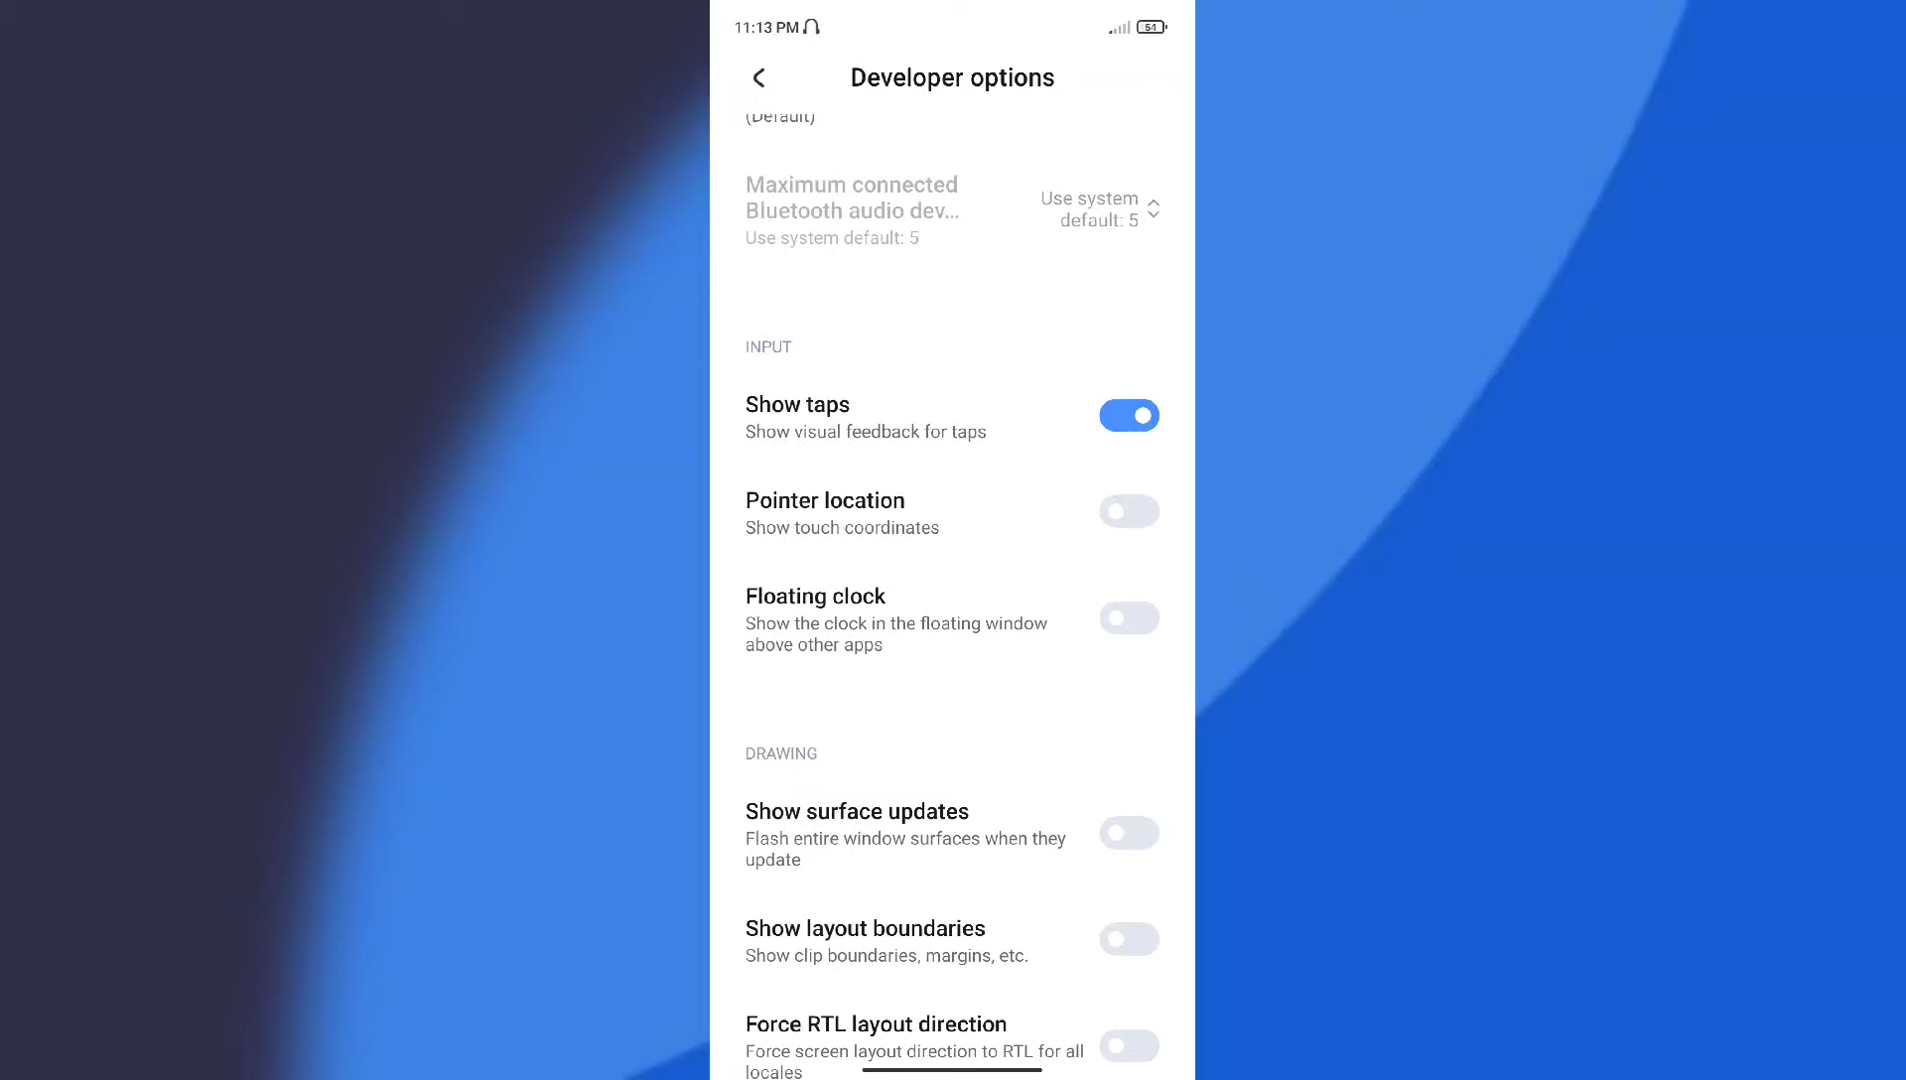 11:13 PM
54
Developer options
(Default)
Maximum connected
Bluetooth audio dev...
Use system default: 5
Use system
default: 5
INPUT
Show taps
Show visual feedback for taps
Pointer location
Show touch coordinates
Floating clock
Show the clock in the floating window
above other apps
DRAWING
Show surface updates
Flash entire window surfaces when they
update
Show layout boundaries
Show clip boundaries, margins, etc.
Force RTL layout direction
Force screen layout direction to RTL for all
locales